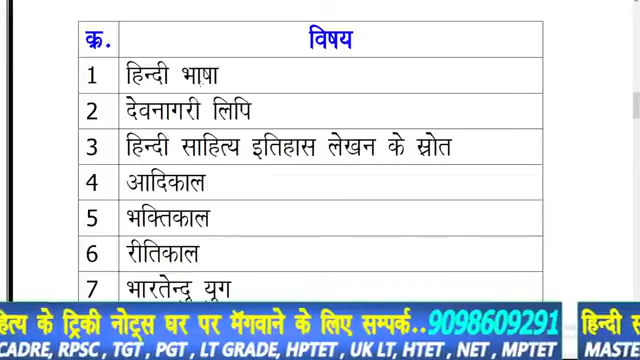 क्र. विषय
1 हिन्दी भाषा
2 देवनागरी लिपि
3 हिन्दी साहित्य इतिहास लेखन के स्रोत
4 आदिकाल
5 भक्तिकाल
6 रीतिकाल
7 भारतेन्दु युग
हित्य के ट्रिकी नोट्स घर पर मॅगवाने के लिए सम्पर्क..9098609291 हिन्दी स
CADRE, RPSC , TGT , PGT , LT GRADE, HPTET , UK LT, HTET , NET , MPTET MAST